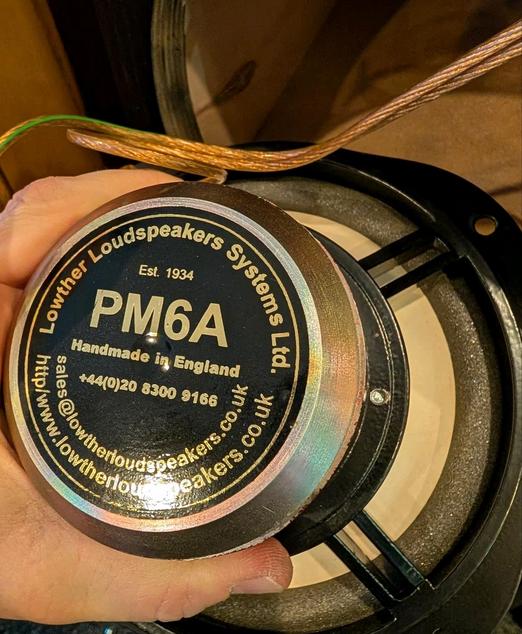 Lowther Loudspeakers Systems Ltd.
Est. 1934
PM6A
Handmade in England
+44(0)20 8300 9166
sales@lowtherloudspeakers.co.uk
http/www.lowtherloudspeakers.co.uk